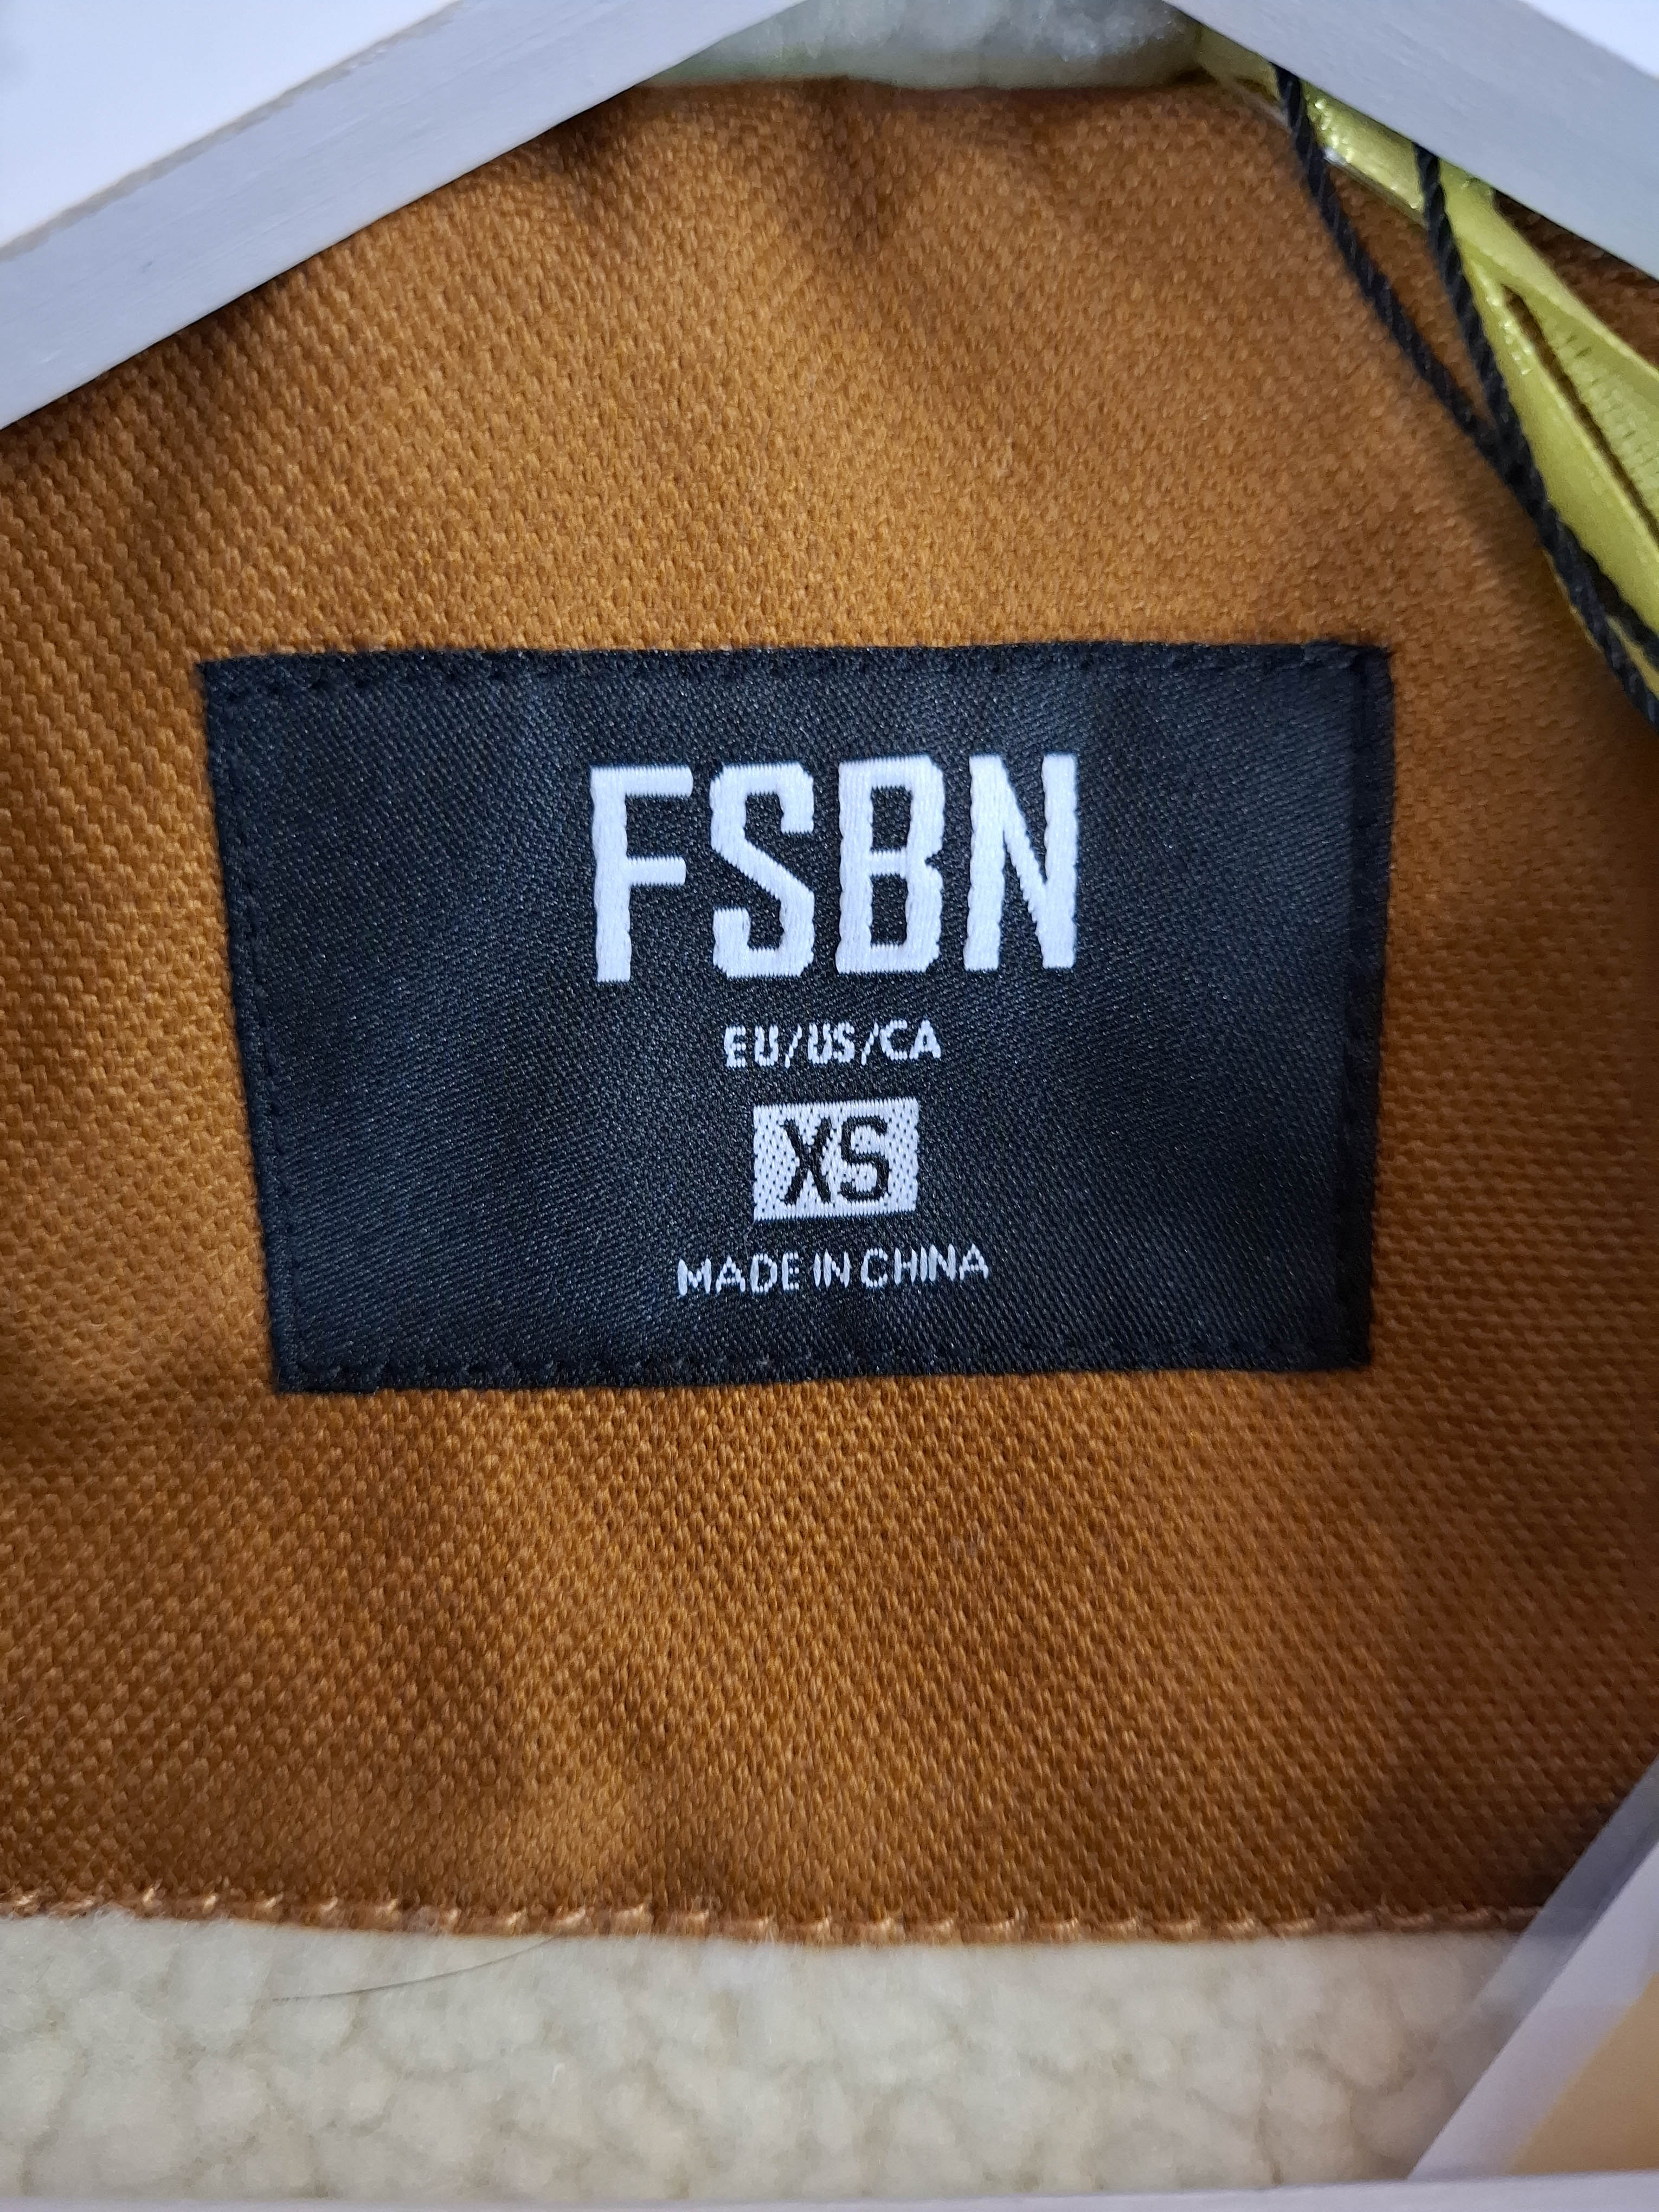 FSBN
EU/US/CA
XS
MADE IN CHINA